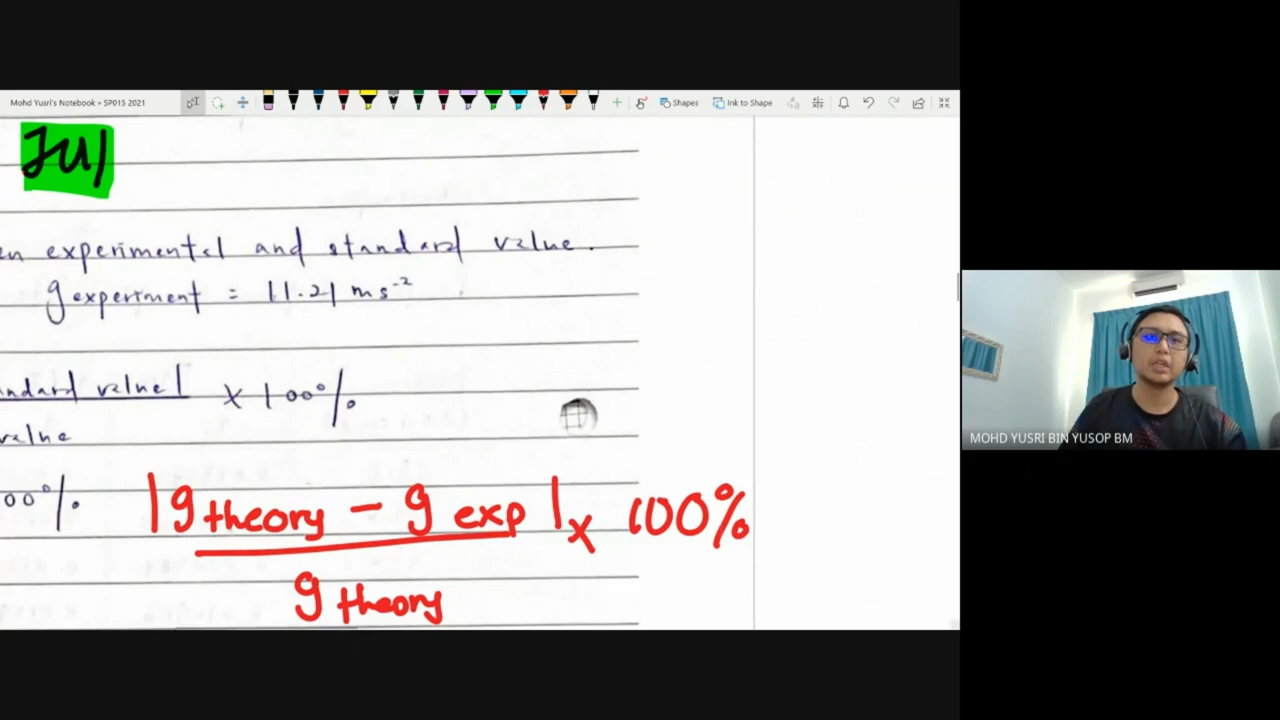 Mohd Yusri's Notebook » SP015 2021
Shapes
Ink to Shape
JUJ
en experimental and standard value.
g experiment = 11.21 ms⁻²
andard value| x 100%
value
00%
|g theory - g exp| x 100%
g theory
MOHD YUSRI BIN YUSOP BM